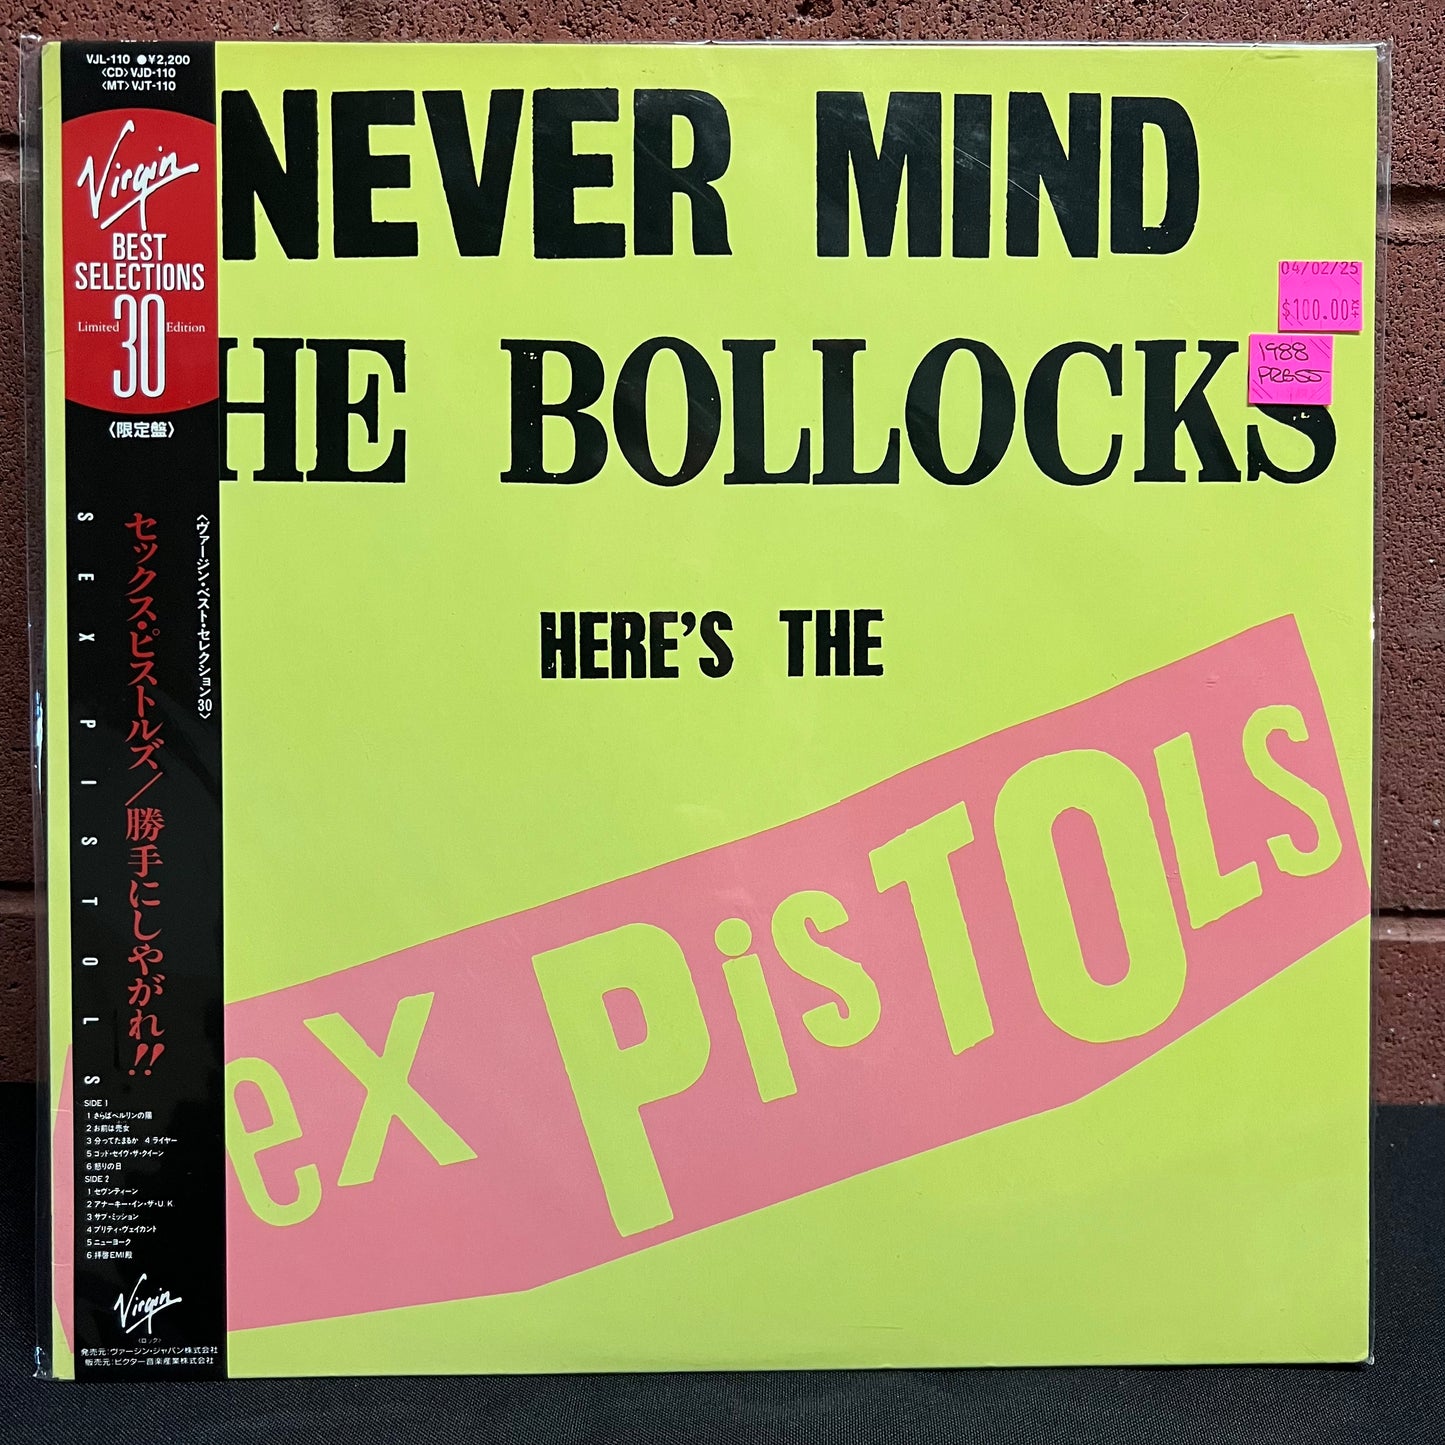 VJL-110 ●¥2,200
〈CD〉VJD-110
〈MT〉VJT-110
Virgin
BEST
SELECTIONS
Limited 30 Edition
〈限定盤〉
〈ヴァージン・ベスト・セレクション30〉
セックス・ピストルズ/勝手にしやがれ!!
SEX PISTOLS
SIDE 1
1 さらばベルリンの陽
2 お前は売女
3 分ってたまるか 4 ライヤー
5 ゴッド・セイヴ・ザ・クイーン
6 怒りの日
SIDE 2
1 セヴンティーン
2 アナーキー・イン・ザ・U K
3 サブ・ミッション
4 プリティ・ヴェイカント
5 ニューヨーク
6 拝啓EMI殿
Virgin
〈ロック〉
発売元:ヴァージン・ジャパン株式会社
販売元:ビクター音楽産業株式会社
NEVER MIND
HE BOLLOCKS
HERE'S THE
eX PiSTOLS
04/02/25
$100.00
1988
PRESS